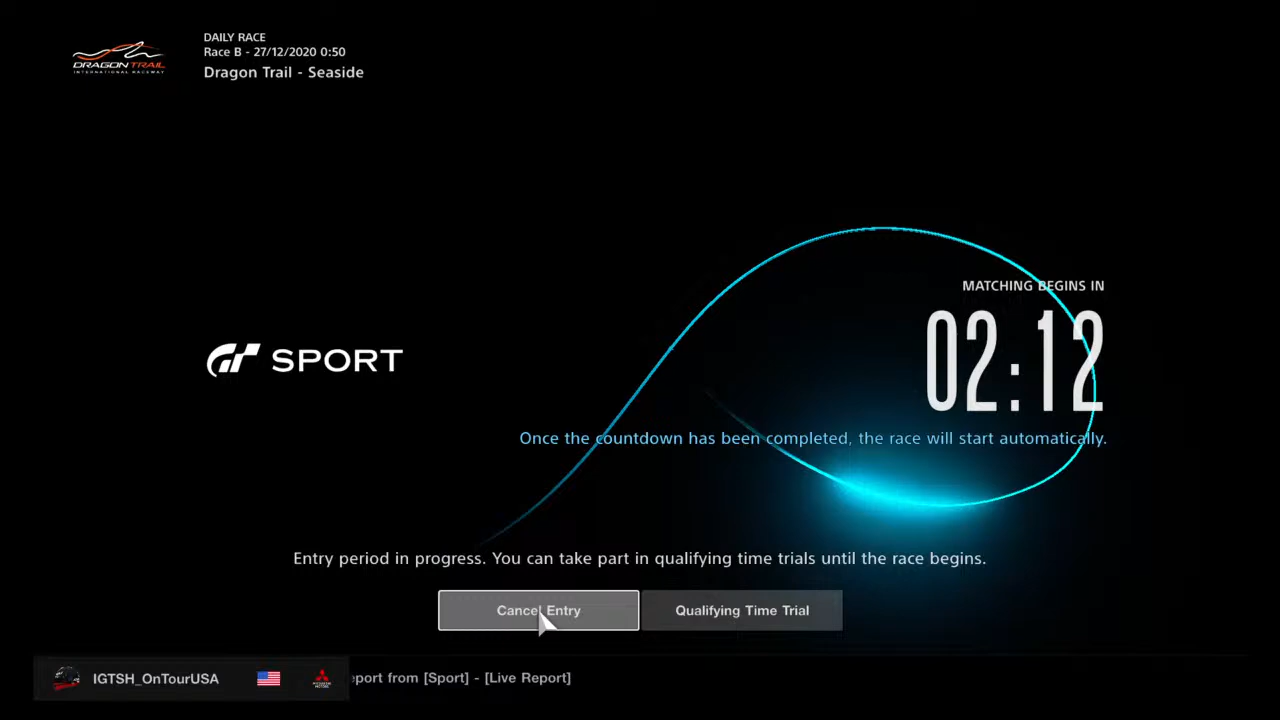 DRAGON TRAIL
INTERNATIONAL RACEWAY
DAILY RACE
Race B - 27/12/2020 0:50
Dragon Trail - Seaside
MATCHING BEGINS IN
02:12
GT SPORT
Once the countdown has been completed, the race will start automatically.
Entry period in progress. You can take part in qualifying time trials until the race begins.
Cancel Entry
Qualifying Time Trial
IGTSH_OnTourUSA
eport from [Sport] - [Live Report]